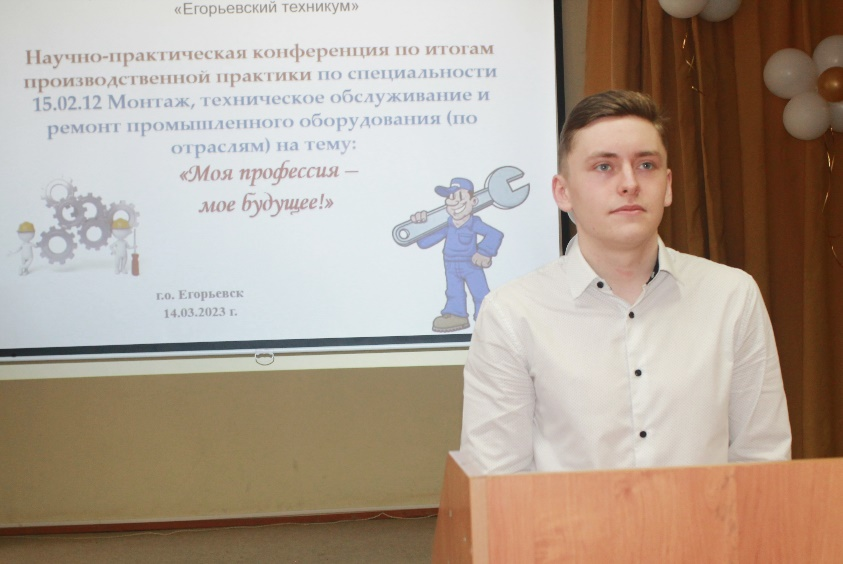 «Егорьевский техникум»
Научно-практическая конференция по итогам
производственной практики по специальности
15.02.12 Монтаж, техническое обслуживание и
ремонт промышленного оборудования (по
отраслям) на тему:
«Моя профессия –
мое будущее!»
г.о. Егорьевск
14.03.2023 г.